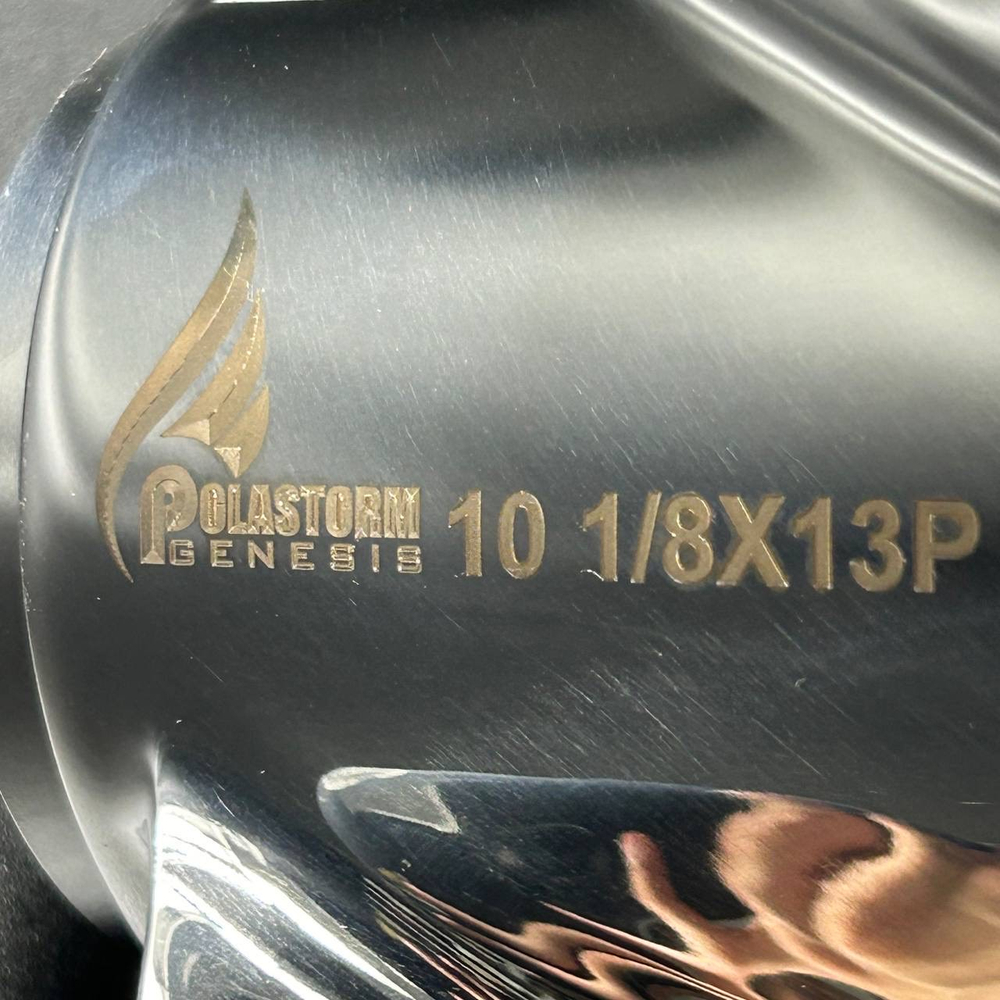 POLASTORM
GENESIS
10 1/8X13P